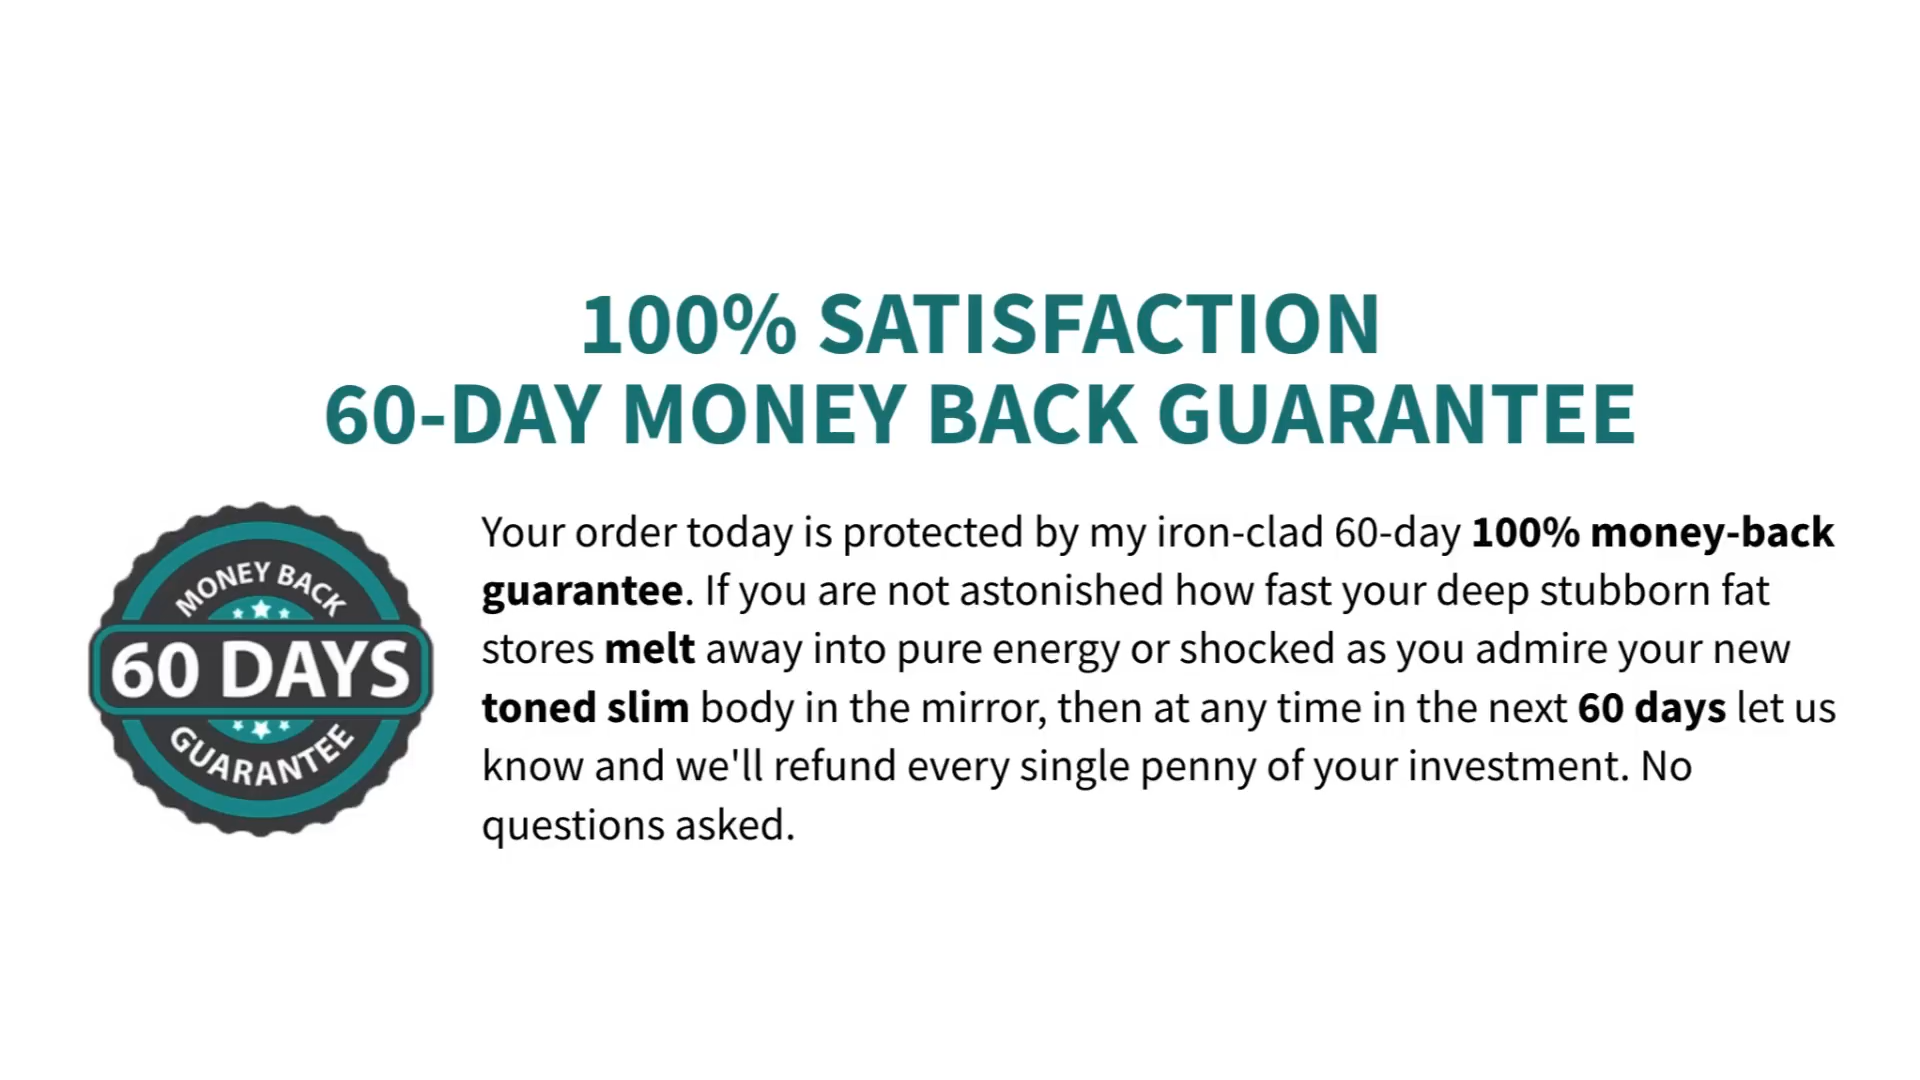 100% SATISFACTION
60-DAY MONEY BACK GUARANTEE
MONEY BACK
60 DAYS
GUARANTEE
Your order today is protected by my iron-clad 60-day 100% money-back
guarantee. If you are not astonished how fast your deep stubborn fat
stores melt away into pure energy or shocked as you admire your new
toned slim body in the mirror, then at any time in the next 60 days let us
know and we'll refund every single penny of your investment. No
questions asked.